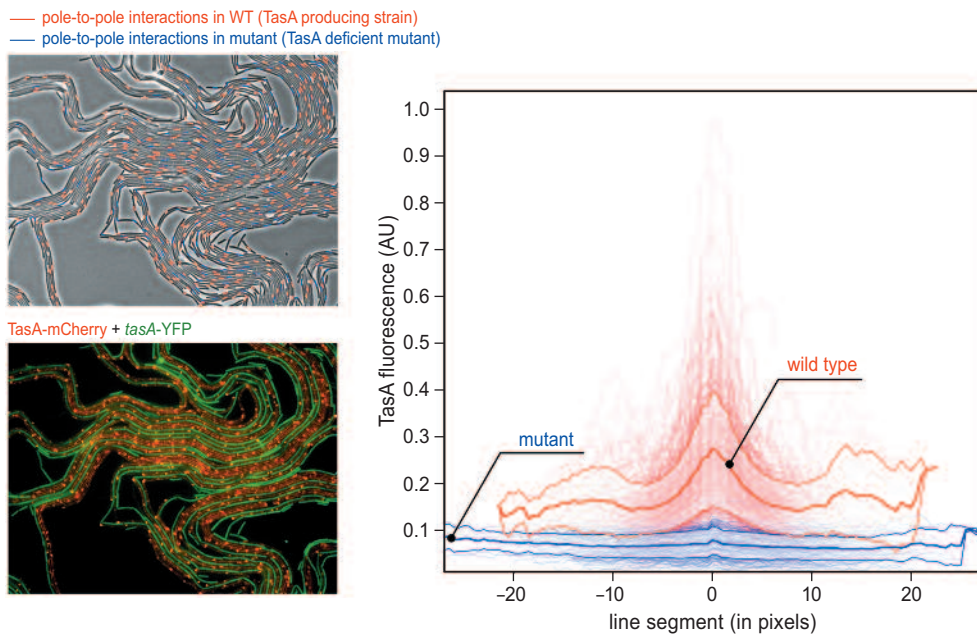 pole-to-pole interactions in WT (TasA producing strain)
pole-to-pole interactions in mutant (TasA deficient mutant)
TasA-mCherry + tasA-YFP
TasA fluorescence (AU)
1.0
0.9
0.8
0.7
0.6
0.5
0.4
0.3
0.2
0.1
wild type
mutant
–20
–10
0
10
20
line segment (in pixels)